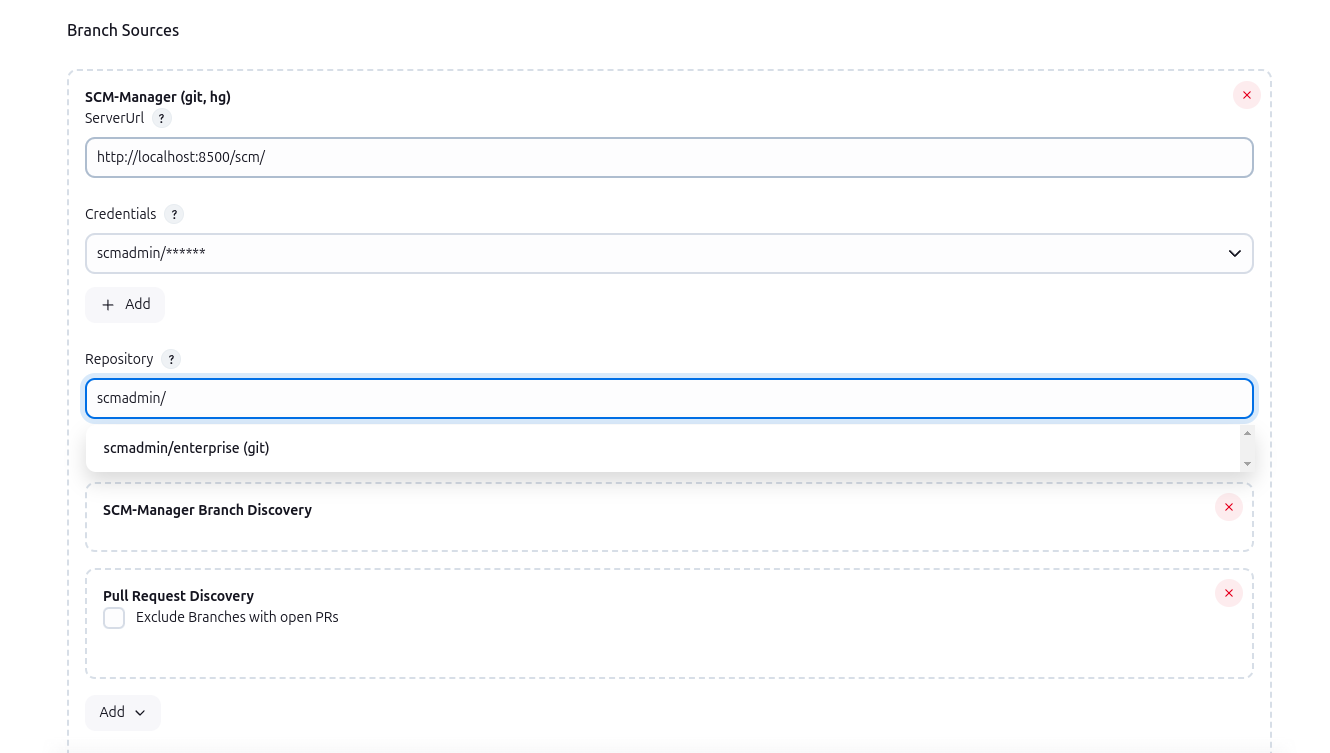 Branch Sources
SCM-Manager (git, hg)
ServerUrl ?
http://localhost:8500/scm/
Credentials ?
scmadmin/******
Add
Repository ?
scmadmin/
scmadmin/enterprise (git)
SCM-Manager Branch Discovery
Pull Request Discovery
Exclude Branches with open PRs
Add